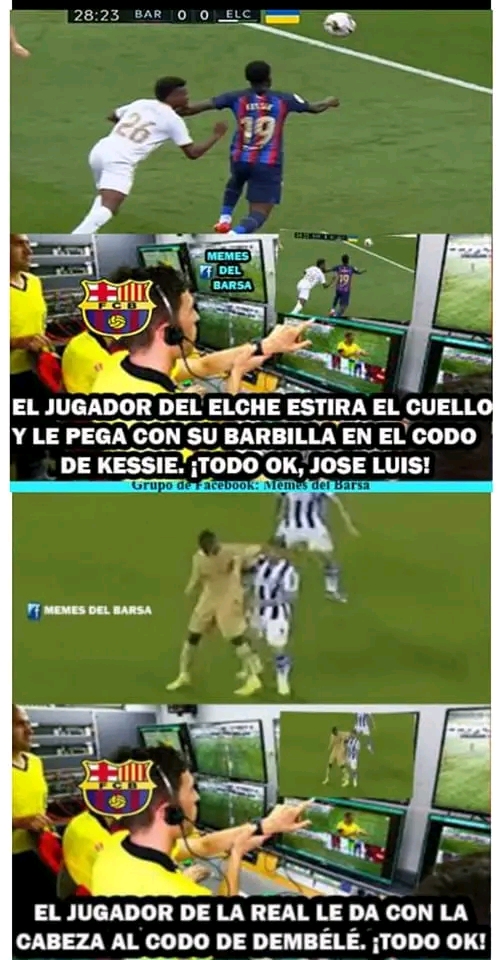 28:23 BAR 0 0 ELC
26
KESSIE
19
MEMES
DEL
BARSA
FCB
19
EL JUGADOR DEL ELCHE ESTIRA EL CUELLO
Y LE PEGA CON SU BARBILLA EN EL CODO
DE KESSIE. ¡TODO OK, JOSE LUIS!
Grupo de Facebook: Memes del Barsa
MEMES DEL BARSA
FCB
EL JUGADOR DE LA REAL LE DA CON LA
CABEZA AL CODO DE DEMBÉLÉ. ¡TODO OK!